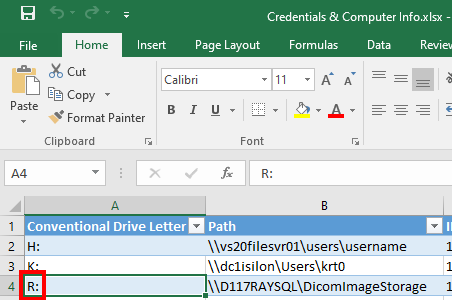 Credentials & Computer Info.xlsx -
File Home Insert Page Layout Formulas Data
Paste
Cut
Copy
Format Painter
Clipboard
Calibri 11 A A
B I U A
Font
A4 fx R:
A B
1 Conventional Drive Letter Path
2 H: \\vs20filesvr01\users\username
3 K: \\dc1isilon\Users\krt0
4 R: \\D117RAYSQL\DicomImageStorage